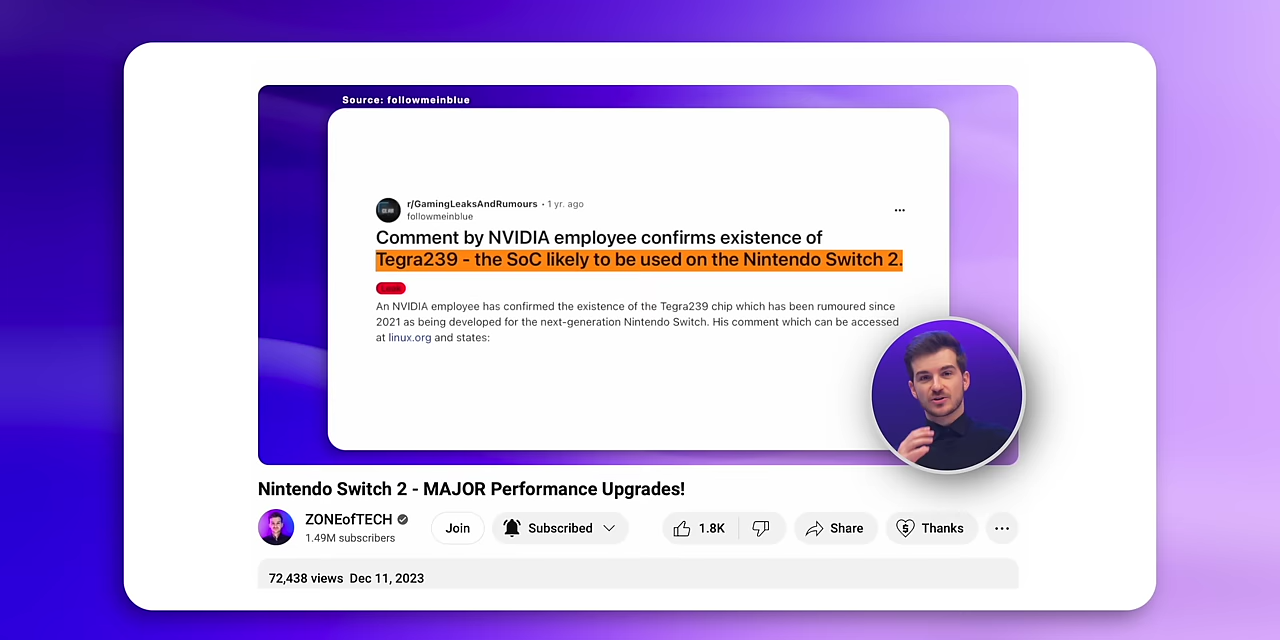 Source: followmeinblue
r/GamingLeaksAndRumours · 1 yr. ago
followmeinblue
Comment by NVIDIA employee confirms existence of
Tegra239 - the SoC likely to be used on the Nintendo Switch 2.
An NVIDIA employee has confirmed the existence of the Tegra239 chip which has been rumoured since
2021 as being developed for the next-generation Nintendo Switch. His comment which can be accessed
at linux.org and states:
Nintendo Switch 2 - MAJOR Performance Upgrades!
ZONEofTECH
1.49M subscribers
Join
Subscribed
1.8K
Share
Thanks
72,438 views Dec 11, 2023